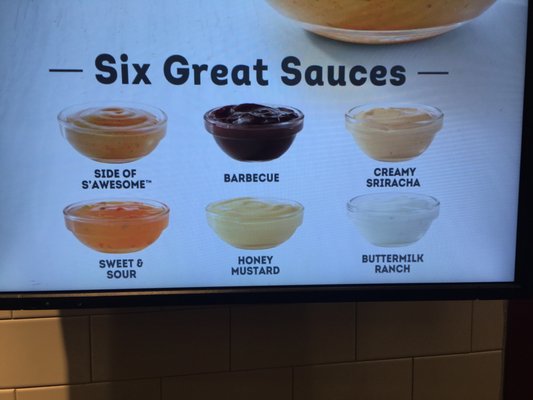 Six Great Sauces
SIDE OF
S'AWESOME™
BARBECUE
CREAMY
SRIRACHA
SWEET &
SOUR
HONEY
MUSTARD
BUTTERMILK
RANCH